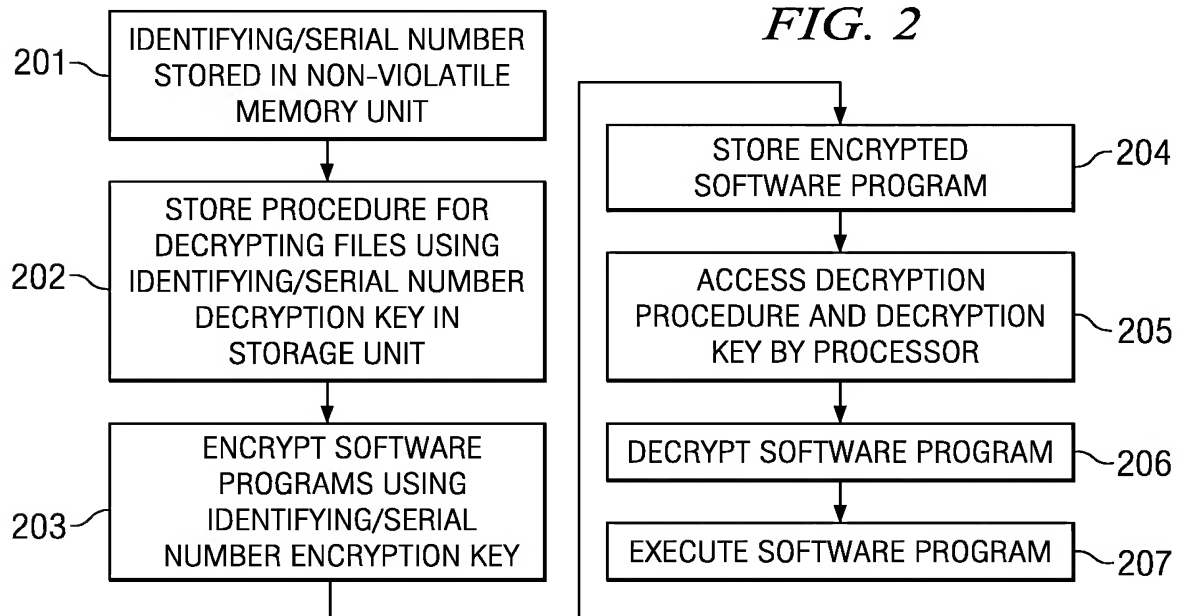 FIG. 2
201
IDENTIFYING/SERIAL NUMBER
STORED IN NON-VIOLATILE
MEMORY UNIT
202
STORE PROCEDURE FOR
DECRYPTING FILES USING
IDENTIFYING/SERIAL NUMBER
DECRYPTION KEY IN
STORAGE UNIT
203
ENCRYPT SOFTWARE
PROGRAMS USING
IDENTIFYING/SERIAL
NUMBER ENCRYPTION KEY
STORE ENCRYPTED
SOFTWARE PROGRAM
204
ACCESS DECRYPTION
PROCEDURE AND DECRYPTION
KEY BY PROCESSOR
205
DECRYPT SOFTWARE PROGRAM
206
EXECUTE SOFTWARE PROGRAM
207